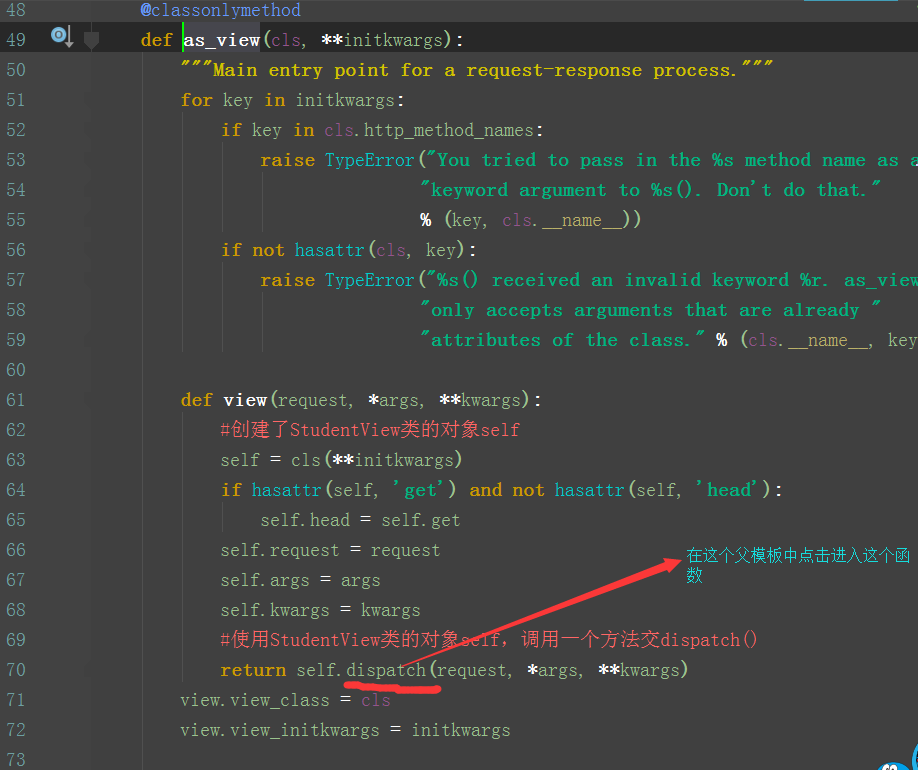 48 @classonlymethod
49 def as_view(cls, **initkwargs):
50 """Main entry point for a request-response process."""
51 for key in initkwargs:
52 if key in cls.http_method_names:
53 raise TypeError("You tried to pass in the %s method name as a
54 "keyword argument to %s(). Don't do that."
55 % (key, cls.__name__))
56 if not hasattr(cls, key):
57 raise TypeError("%s() received an invalid keyword %r. as_view
58 "only accepts arguments that are already "
59 "attributes of the class." % (cls.__name__, key
60
61 def view(request, *args, **kwargs):
62 #创建了StudentView类的对象self
63 self = cls(**initkwargs)
64 if hasattr(self, 'get') and not hasattr(self, 'head'):
65 self.head = self.get
66 self.request = request
67 self.args = args
68 self.kwargs = kwargs
69 #使用StudentView类的对象self，调用一个方法交dispatch()
70 return self.dispatch(request, *args, **kwargs)
71 view.view_class = cls
72 view.view_initkwargs = initkwargs
73
在这个父模板中点击进入这个函
数